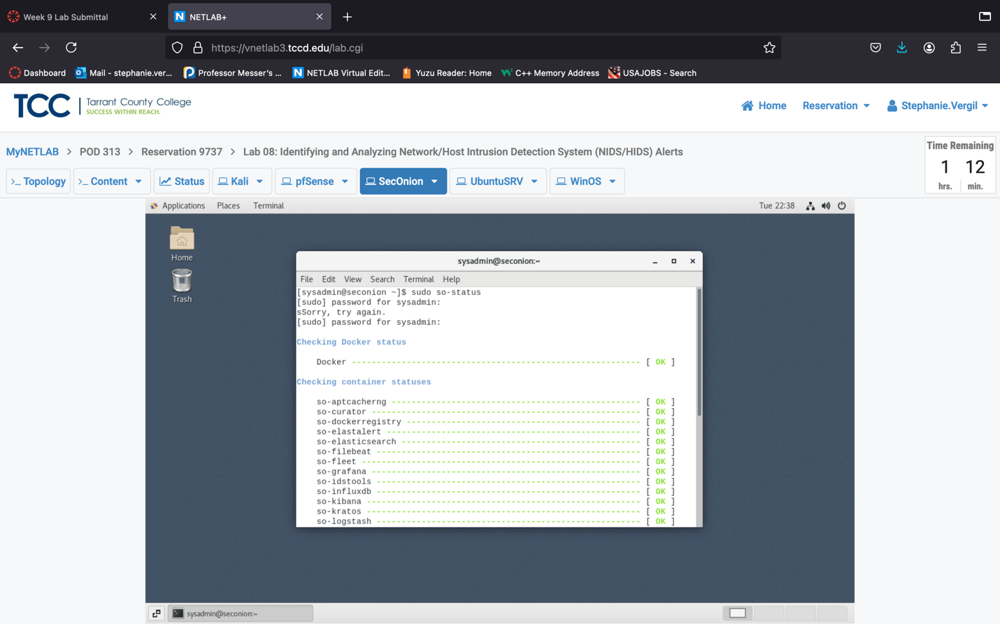 Week 9 Lab Submittal
NETLAB+
https://vnetlab3.tccd.edu/lab.cgi
Dashboard
Mail - stephanie.ver...
Professor Messer's ...
NETLAB Virtual Edit...
Yuzu Reader: Home
C++ Memory Address
USAJOBS - Search
TCC
Tarrant County College
SUCCESS WITHIN REACH.
Home
Reservation
Stephanie.Vergil
MyNETLAB > POD 313 > Reservation 9737 > Lab 08: Identifying and Analyzing Network/Host Intrusion Detection System (NIDS/HIDS) Alerts
Time Remaining
1 12
hrs. min.
>_ Topology
>_ Content
Status
Kali
pfSense
SecOnion
UbuntuSRV
WinOS
Applications Places Terminal
Tue 22:38
Home
Trash
sysadmin@seconion:~
File Edit View Search Terminal Help
[sysadmin@seconion ~]$ sudo so-status
[sudo] password for sysadmin:
sSorry, try again.
[sudo] password for sysadmin:
Checking Docker status
Docker ---------------------------------------------------------- [ OK ]
Checking container statuses
so-aptcacherng -------------------------------------------------- [ OK ]
so-curator ------------------------------------------------------ [ OK ]
so-dockerregistry ----------------------------------------------- [ OK ]
so-elastalert --------------------------------------------------- [ OK ]
so-elasticsearch ------------------------------------------------ [ OK ]
so-filebeat ----------------------------------------------------- [ OK ]
so-fleet -------------------------------------------------------- [ OK ]
so-grafana ------------------------------------------------------ [ OK ]
so-idstools ----------------------------------------------------- [ OK ]
so-influxdb ----------------------------------------------------- [ OK ]
so-kibana ------------------------------------------------------- [ OK ]
so-kratos ------------------------------------------------------- [ OK ]
so-logstash ----------------------------------------------------- [ OK ]
sysadmin@seconion:~